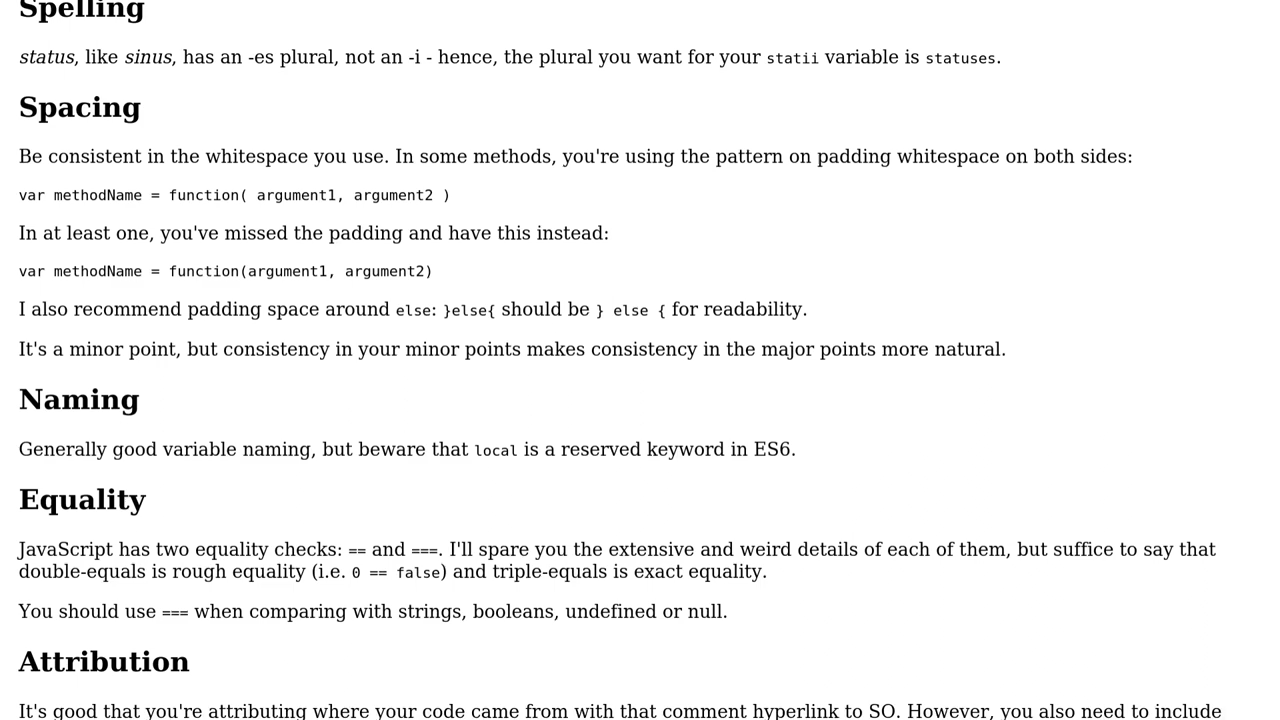 Spelling
status, like sinus, has an -es plural, not an -i - hence, the plural you want for your statii variable is statuses.
Spacing
Be consistent in the whitespace you use. In some methods, you're using the pattern on padding whitespace on both sides:
var methodName = function( argument1, argument2 )
In at least one, you've missed the padding and have this instead:
var methodName = function(argument1, argument2)
I also recommend padding space around else: }else{ should be } else { for readability.
It's a minor point, but consistency in your minor points makes consistency in the major points more natural.
Naming
Generally good variable naming, but beware that local is a reserved keyword in ES6.
Equality
JavaScript has two equality checks: == and ===. I'll spare you the extensive and weird details of each of them, but suffice to say that
double-equals is rough equality (i.e. 0 == false) and triple-equals is exact equality.
You should use === when comparing with strings, booleans, undefined or null.
Attribution
It's good that you're attributing where your code came from with that comment hyperlink to SO. However, you also need to include